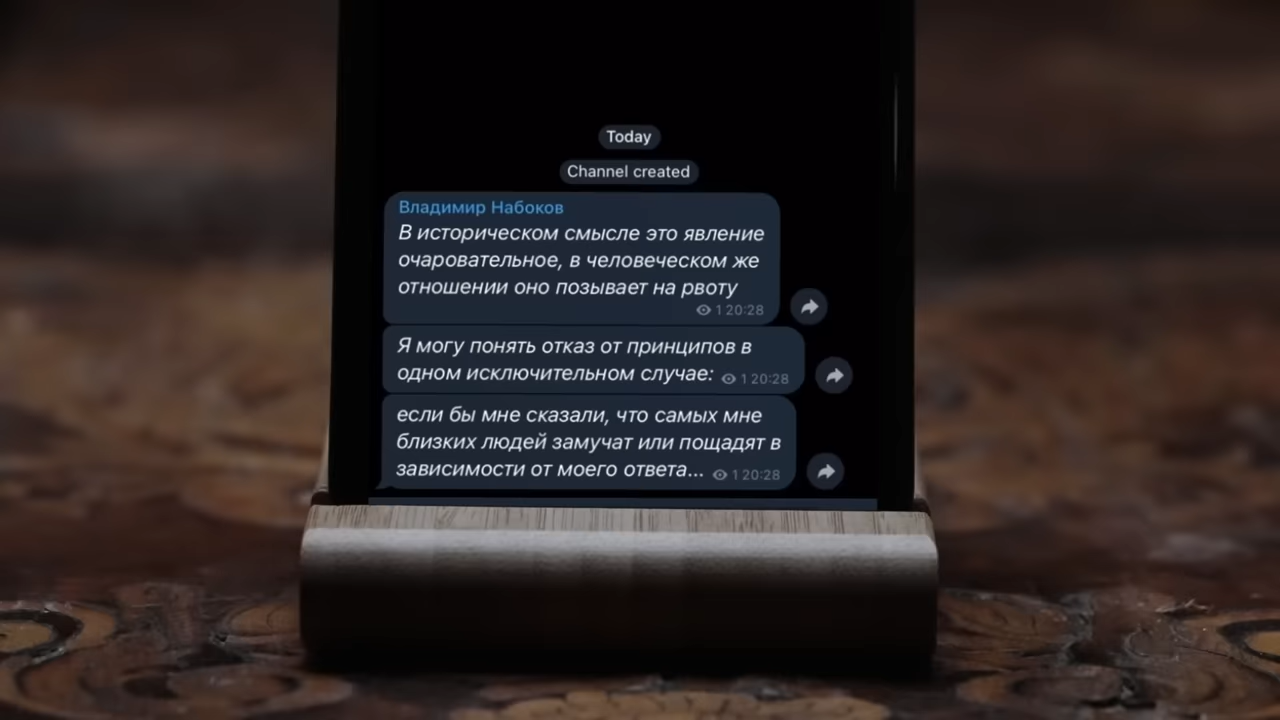 Today
Channel created
Владимир Набоков
В историческом смысле это явление
очаровательное, в человеческом же
отношении оно позывает на рвоту
1 20:28
Я могу понять отказ от принципов в
одном исключительном случае: 1 20:28
если бы мне сказали, что самых мне
близких людей замучат или пощадят в
зависимости от моего ответа... 1 20:28